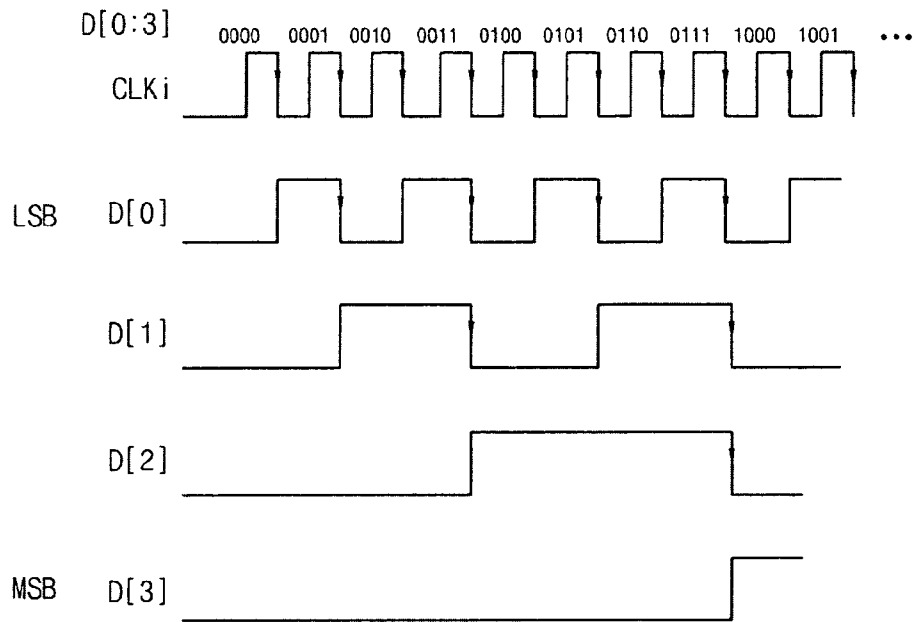 D[0:3] 0000 0001 0010 0011 0100 0101 0110 0111 1000 1001 •••
CLKi
LSB D[0]
D[1]
D[2]
MSB D[3]